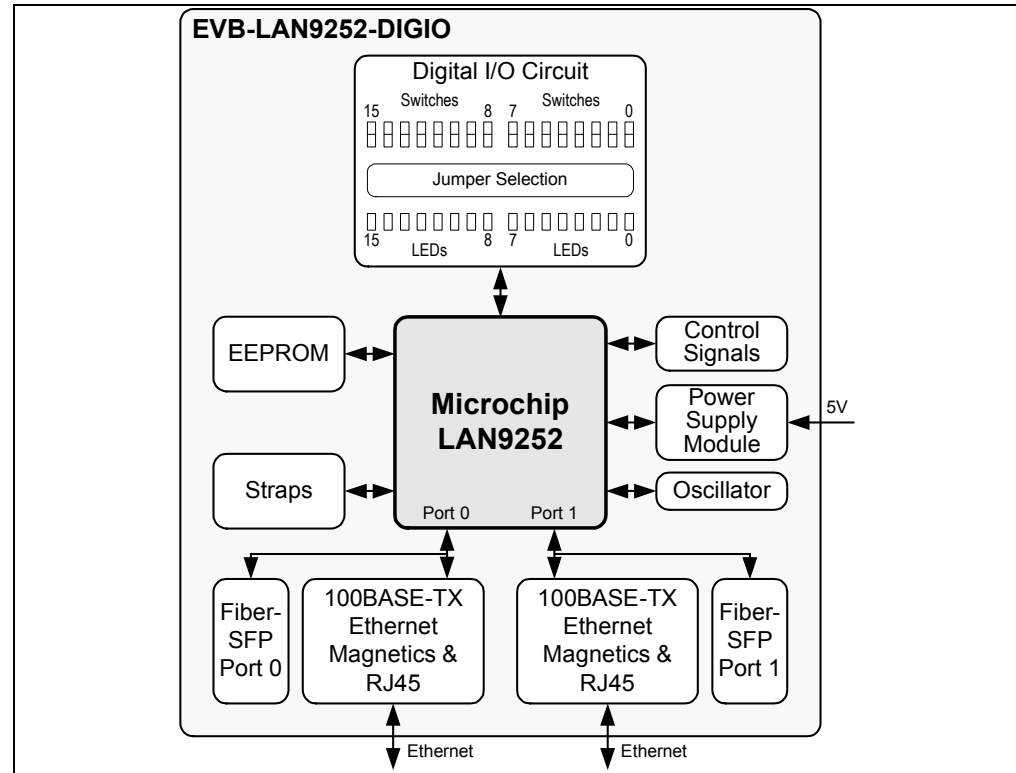 EVB-LAN9252-DIGIO
Digital I/O Circuit
Switches Switches
15 8 7 0
Jumper Selection
15 8 7 0
LEDs LEDs
EEPROM
Control
Signals
Microchip
LAN9252
Power
Supply
Module
5V
Straps
Oscillator
Port 0 Port 1
Fiber-
SFP
Port 0
100BASE-TX
Ethernet
Magnetics &
RJ45
100BASE-TX
Ethernet
Magnetics &
RJ45
Fiber-
SFP
Port 1
Ethernet Ethernet